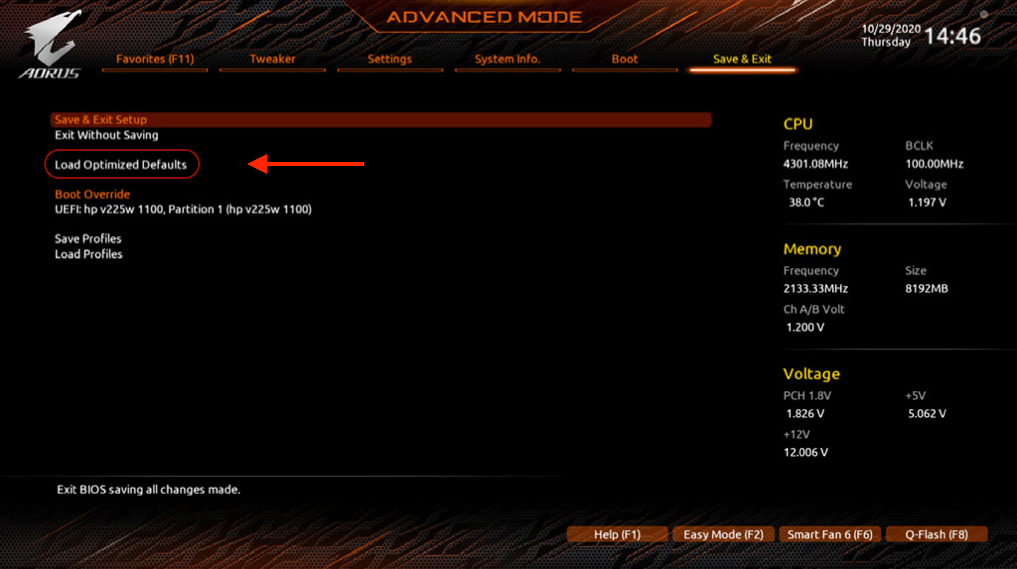 ADVANCED MODE
AORUS
10/29/2020
Thursday
14:46
Favorites (F11) Tweaker Settings System Info. Boot Save & Exit
Save & Exit Setup
Exit Without Saving
Load Optimized Defaults
Boot Override
UEFI: hp v225w 1100, Partition 1 (hp v225w 1100)
Save Profiles
Load Profiles
CPU
Frequency BCLK
4301.08MHz 100.00MHz
Temperature Voltage
38.0 °C 1.197 V
Memory
Frequency Size
2133.33MHz 8192MB
Ch A/B Volt
1.200 V
Voltage
PCH 1.8V +5V
1.826 V 5.062 V
+12V
12.006 V
Exit BIOS saving all changes made.
Help (F1) Easy Mode (F2) Smart Fan 6 (F6) Q-Flash (F8)